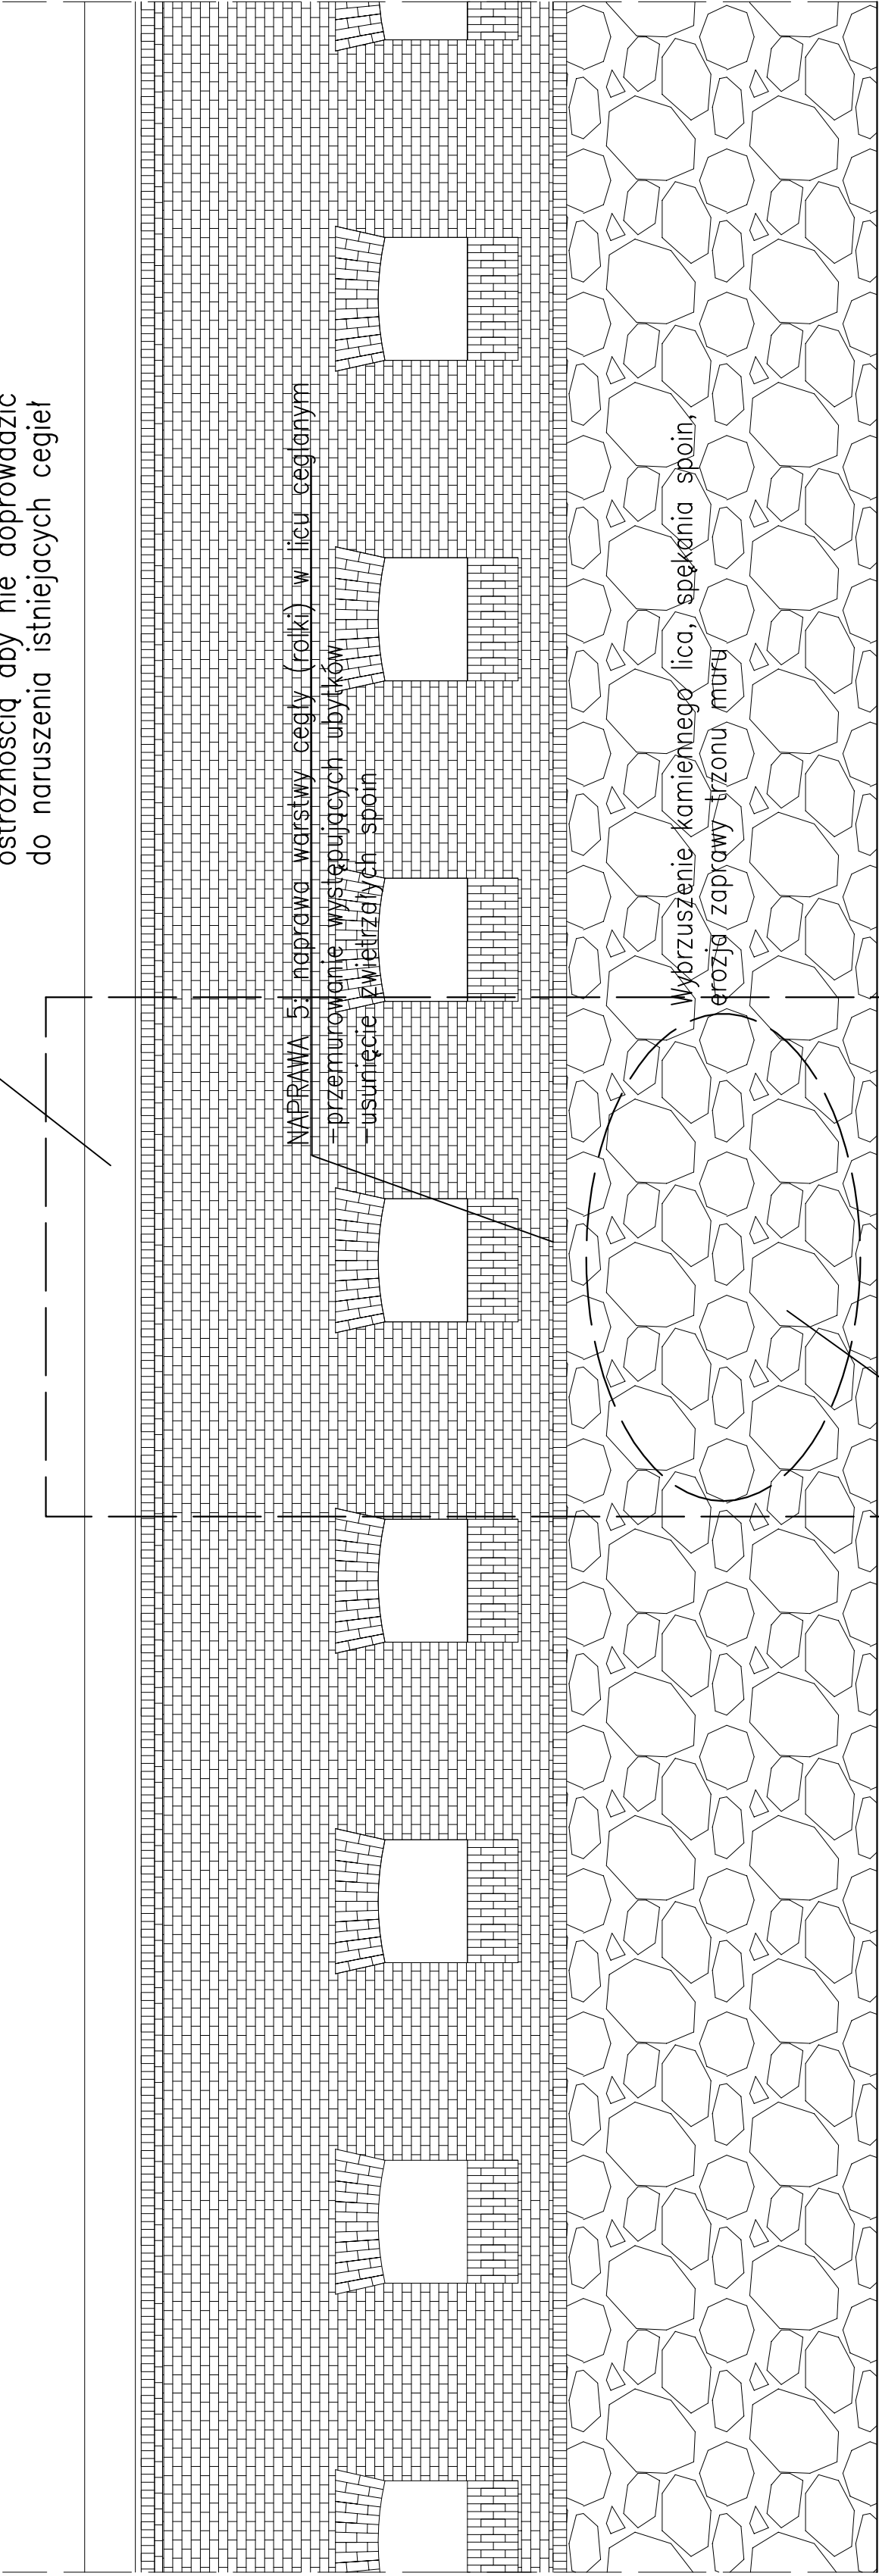 ostrożnością aby nie doprowadzić
do naruszenia istniejacych cegieł
NAPRAWA 5: naprawa warstwy cegły (rolki) w licu ceglanym
-przemurowanie występujących ubytków
-usunięcie zwietrzałych spoin
Wybrzuszenie kamiennego lica, spękania spoin,
erozja zaprawy trzonu muru